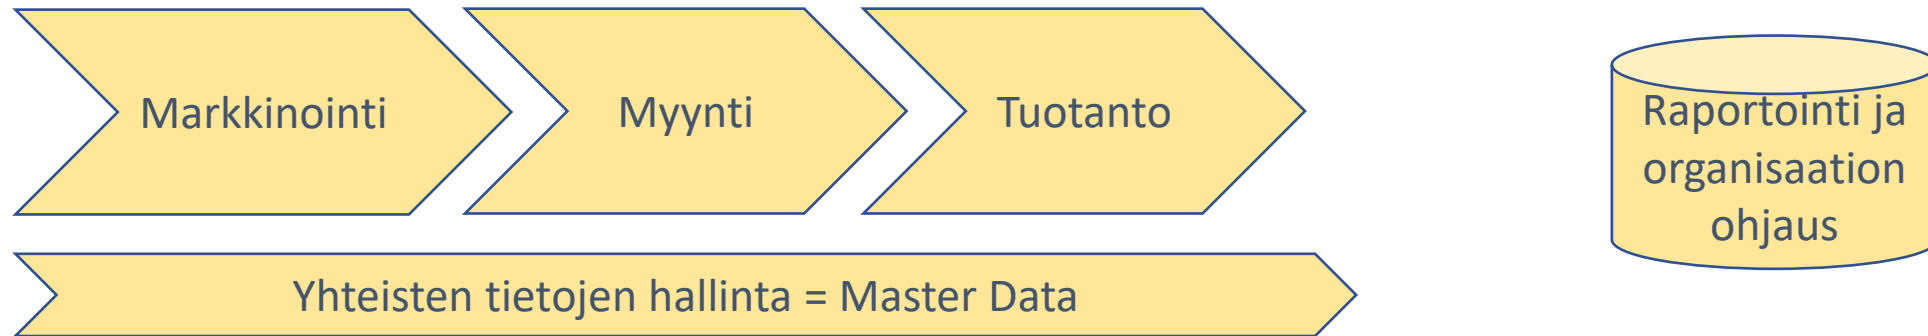 Markkinointi
Myynti
Tuotanto
Raportointi ja
organisaation
ohjaus
Yhteisten tietojen hallinta = Master Data